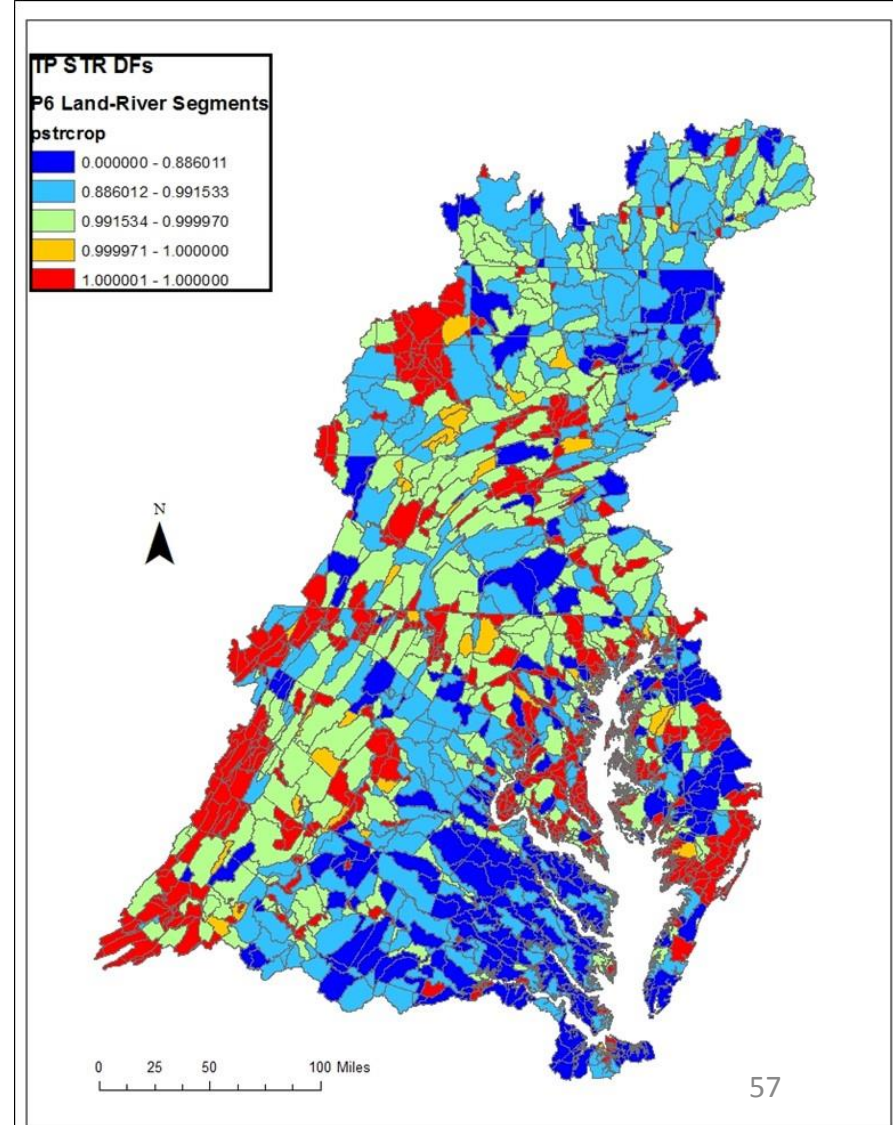 TP STR DFs
P6 Land-River Segments
pstrcrop
0.000000 - 0.886011
0.886012 - 0.991533
0.991534 - 0.999970
0.999971 - 1.000000
1.000001 - 1.000000
N
0 25 50 100 Miles
57